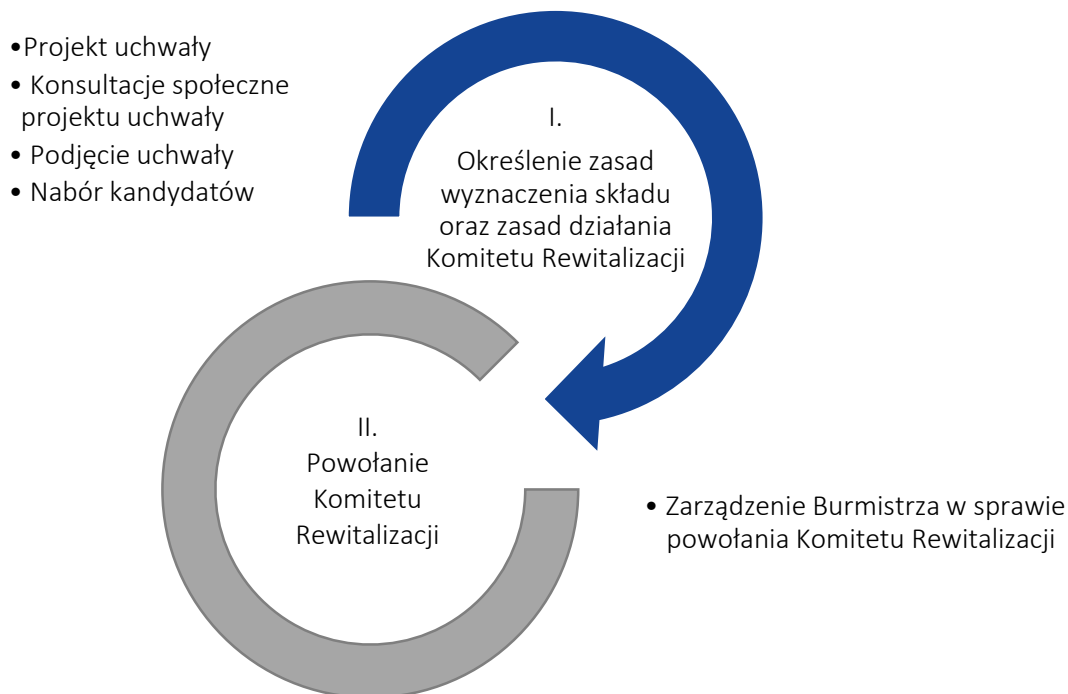 •Projekt uchwały
• Konsultacje społeczne
projektu uchwały
• Podjęcie uchwały
• Nabór kandydatów
I.
Określenie zasad
wyznaczenia składu
oraz zasad działania
Komitetu Rewitalizacji
II.
Powołanie
Komitetu
Rewitalizacji
• Zarządzenie Burmistrza w sprawie
powołania Komitetu Rewitalizacji